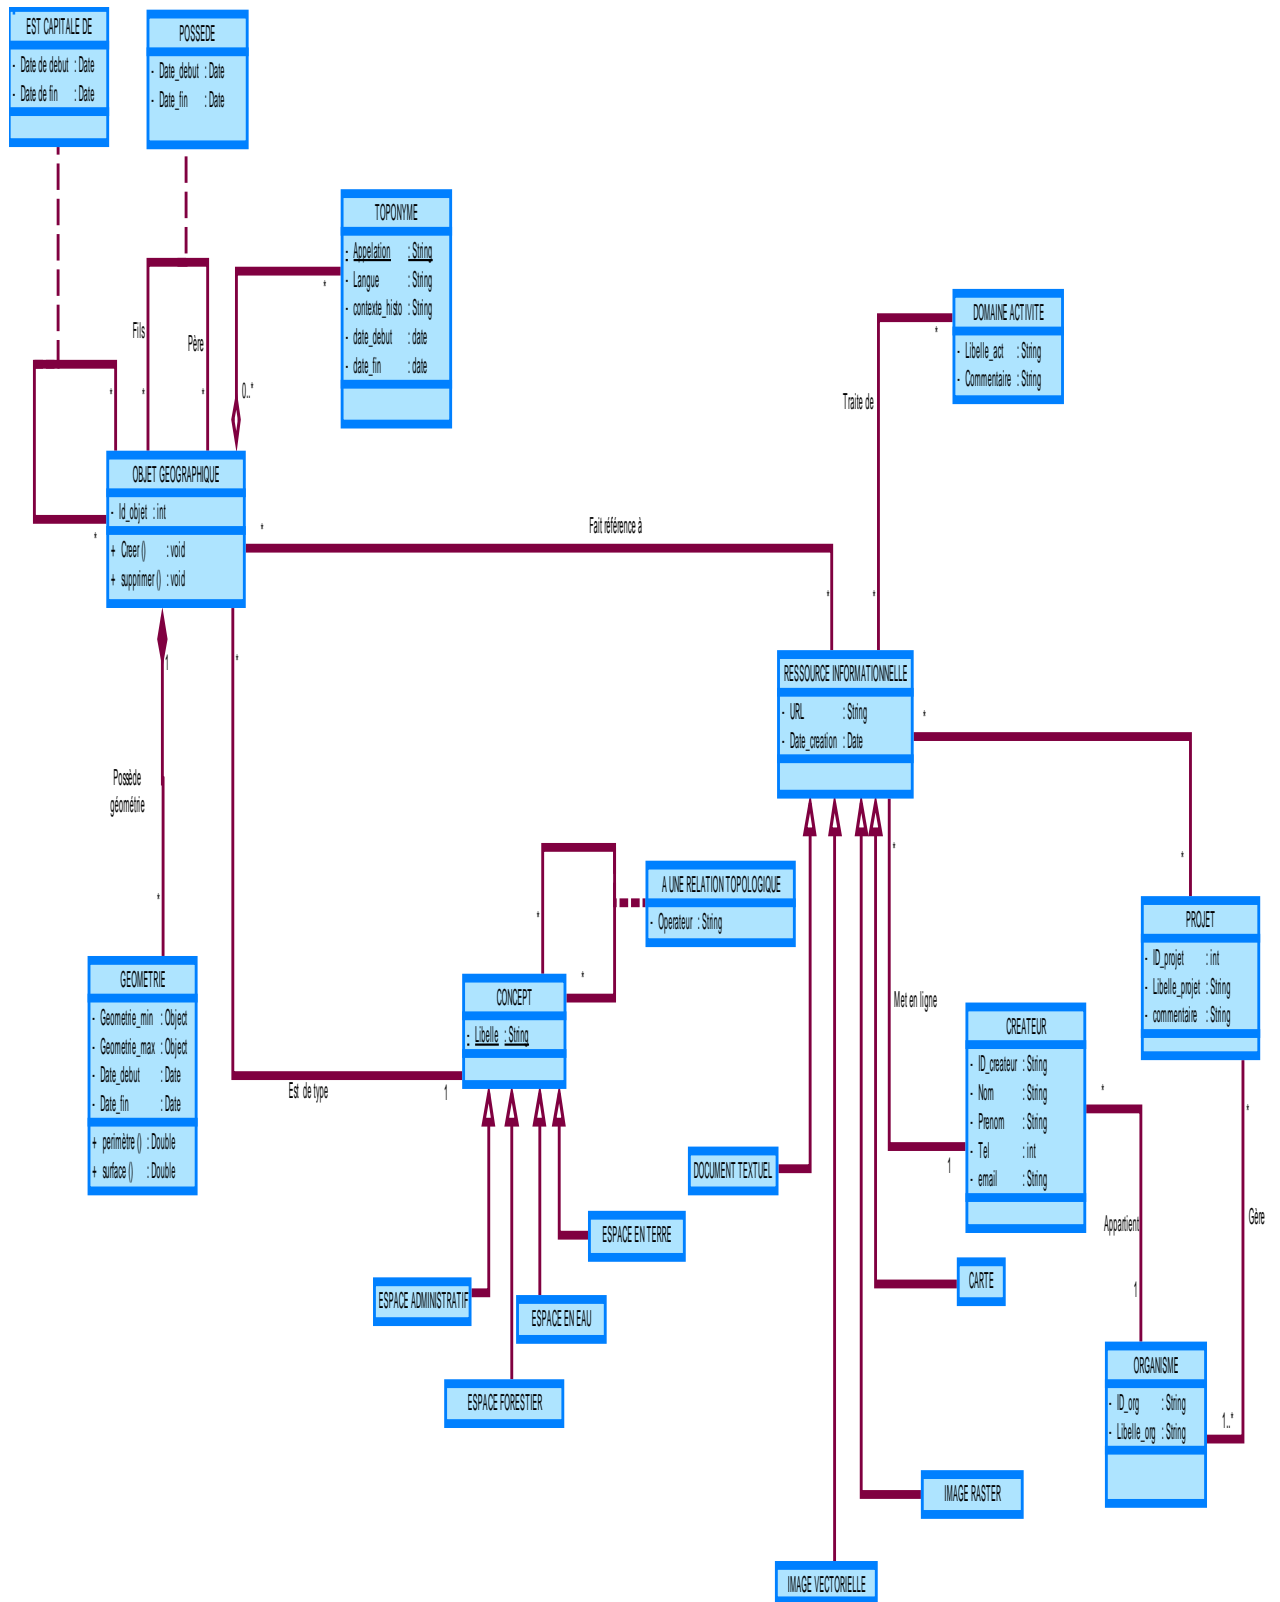 EST CAPITALE DE
- Date de debut : Date
- Date de fin : Date
POSSEDE
- Date_debut : Date
- Date_fin : Date
TOPONYME
- Appelation : String
- Langue : String
- contexte_histo : String
- date_debut : date
- date_fin : date
*
0..*
Fils
Père
*
*
*
*
DOMAINE ACTIVITE
- Libelle_act : String
- Commentaire : String
*
Traite de
*
OBJET GEOGRAPHIQUE
- Id_objet : int
+ Creer () : void
+ supprimer () : void
*
Fait référence à
*
1
*
Possède
géométrie
*
RESSOURCE INFORMATIONNELLE
- URL : String
- Date_creation : Date
*
*
*
A UNE RELATION TOPOLOGIQUE
- Operateur : String
*
*
CONCEPT
- Libelle : String
GEOMETRIE
- Geometrie_min : Object
- Geometrie_max : Object
- Date_debut : Date
- Date_fin : Date
+ perimètre () : Double
+ surface () : Double
Est de type
1
PROJET
- ID_projet : int
- Libelle_projet : String
- commentaire : String
Met en ligne
1
CREATEUR
- ID_createur : String
- Nom : String
- Prenom : String
- Tel : int
- email : String
*
*
Appartient
1
Gère
1..*
DOCUMENT TEXTUEL
ESPACE EN TERRE
ESPACE ADMINISTRATIF
ESPACE EN EAU
ESPACE FORESTIER
CARTE
ORGANISME
- ID_org : String
- Libelle_org : String
IMAGE RASTER
IMAGE VECTORIELLE